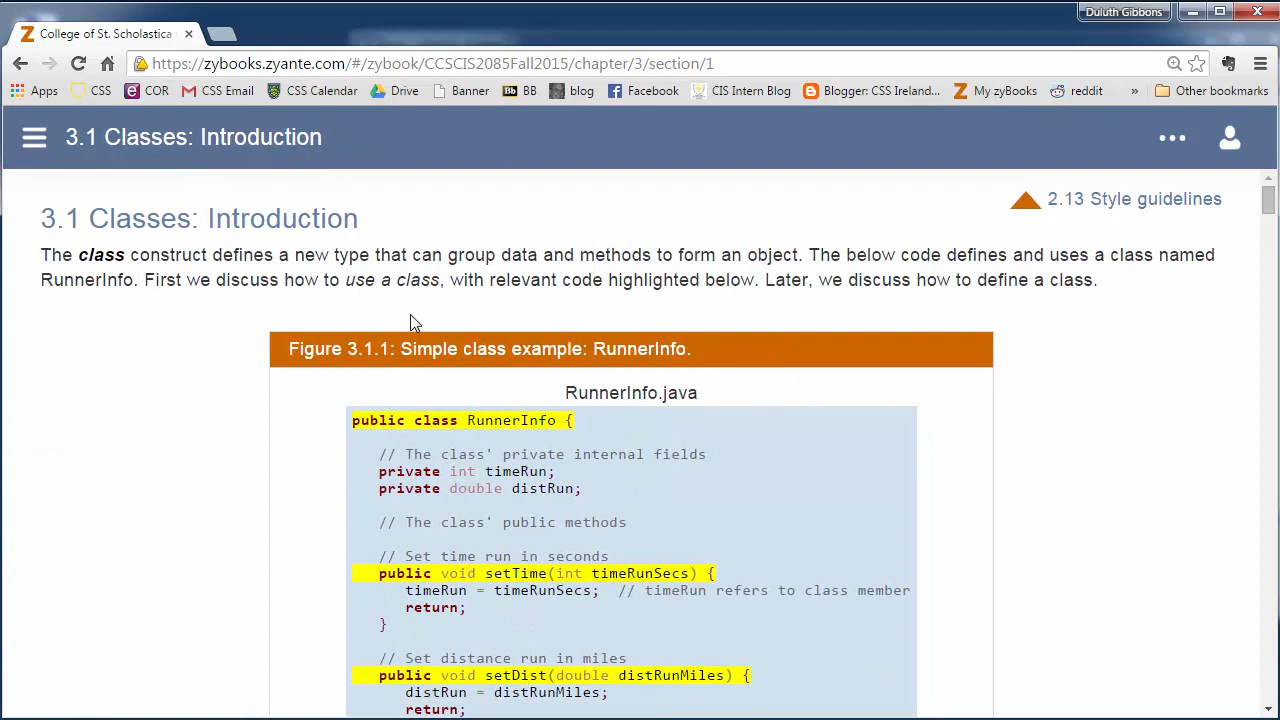 Duluth Gibbons
College of St. Scholastica
https://zybooks.zyante.com/#/zybook/CCSCIS2085Fall2015/chapter/3/section/1
Apps CSS COR CSS Email CSS Calendar Drive Banner Bb BB blog Facebook CIS Intern Blog Blogger: CSS Ireland... My zyBooks reddit » Other bookmarks
3.1 Classes: Introduction
2.13 Style guidelines
3.1 Classes: Introduction
The class construct defines a new type that can group data and methods to form an object. The below code defines and uses a class named
RunnerInfo. First we discuss how to use a class, with relevant code highlighted below. Later, we discuss how to define a class.
Figure 3.1.1: Simple class example: RunnerInfo.
RunnerInfo.java
public class RunnerInfo {
// The class' private internal fields
private int timeRun;
private double distRun;
// The class' public methods
// Set time run in seconds
public void setTime(int timeRunSecs) {
timeRun = timeRunSecs;  // timeRun refers to class member
return;
}
// Set distance run in miles
public void setDist(double distRunMiles) {
distRun = distRunMiles;
return;